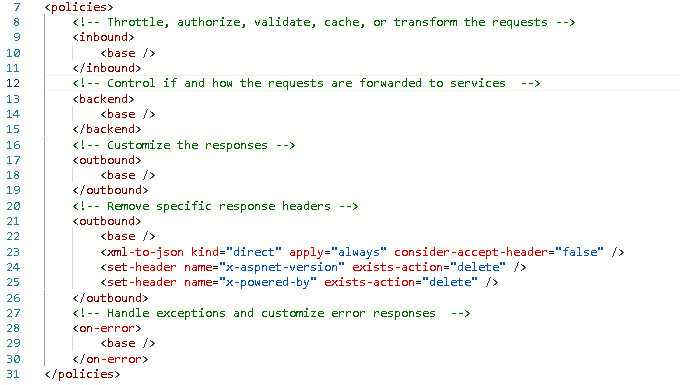 7 <policies>
8 <!-- Throttle, authorize, validate, cache, or transform the requests -->
9 <inbound>
10 <base />
11 </inbound>
12 <!-- Control if and how the requests are forwarded to services  -->
13 <backend>
14 <base />
15 </backend>
16 <!-- Customize the responses -->
17 <outbound>
18 <base />
19 </outbound>
20 <!-- Remove specific response headers -->
21 <outbound>
22 <base />
23 <xml-to-json kind="direct" apply="always" consider-accept-header="false" />
24 <set-header name="x-aspnet-version" exists-action="delete" />
25 <set-header name="x-powered-by" exists-action="delete" />
26 </outbound>
27 <!-- Handle exceptions and customize error responses  -->
28 <on-error>
29 <base />
30 </on-error>
31 </policies>